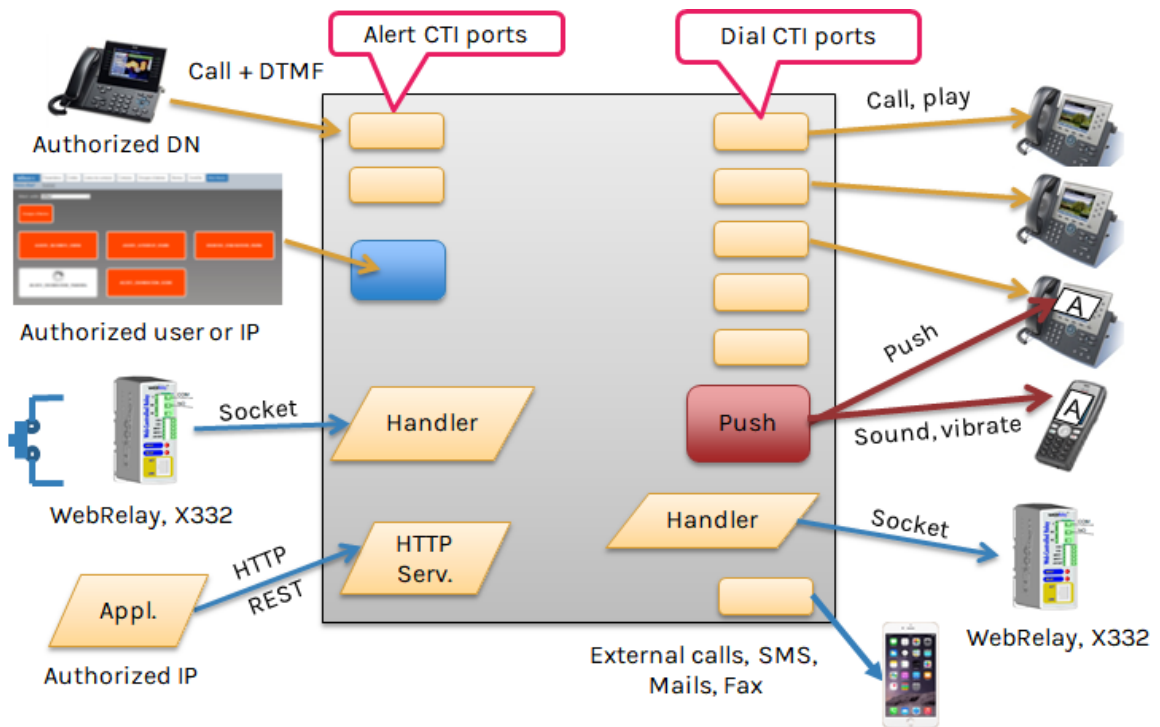 Alert CTI ports
Dial CTI ports
Call + DTMF
Call, play
Authorized DN
Authorized user or IP
Push
A
Handler
Push
Socket
Sound, vibrate
A
WebRelay, X332
Handler
Socket
HTTP
REST
HTTP
Serv.
Appl.
Authorized IP
External calls, SMS,
Mails, Fax
WebRelay, X332